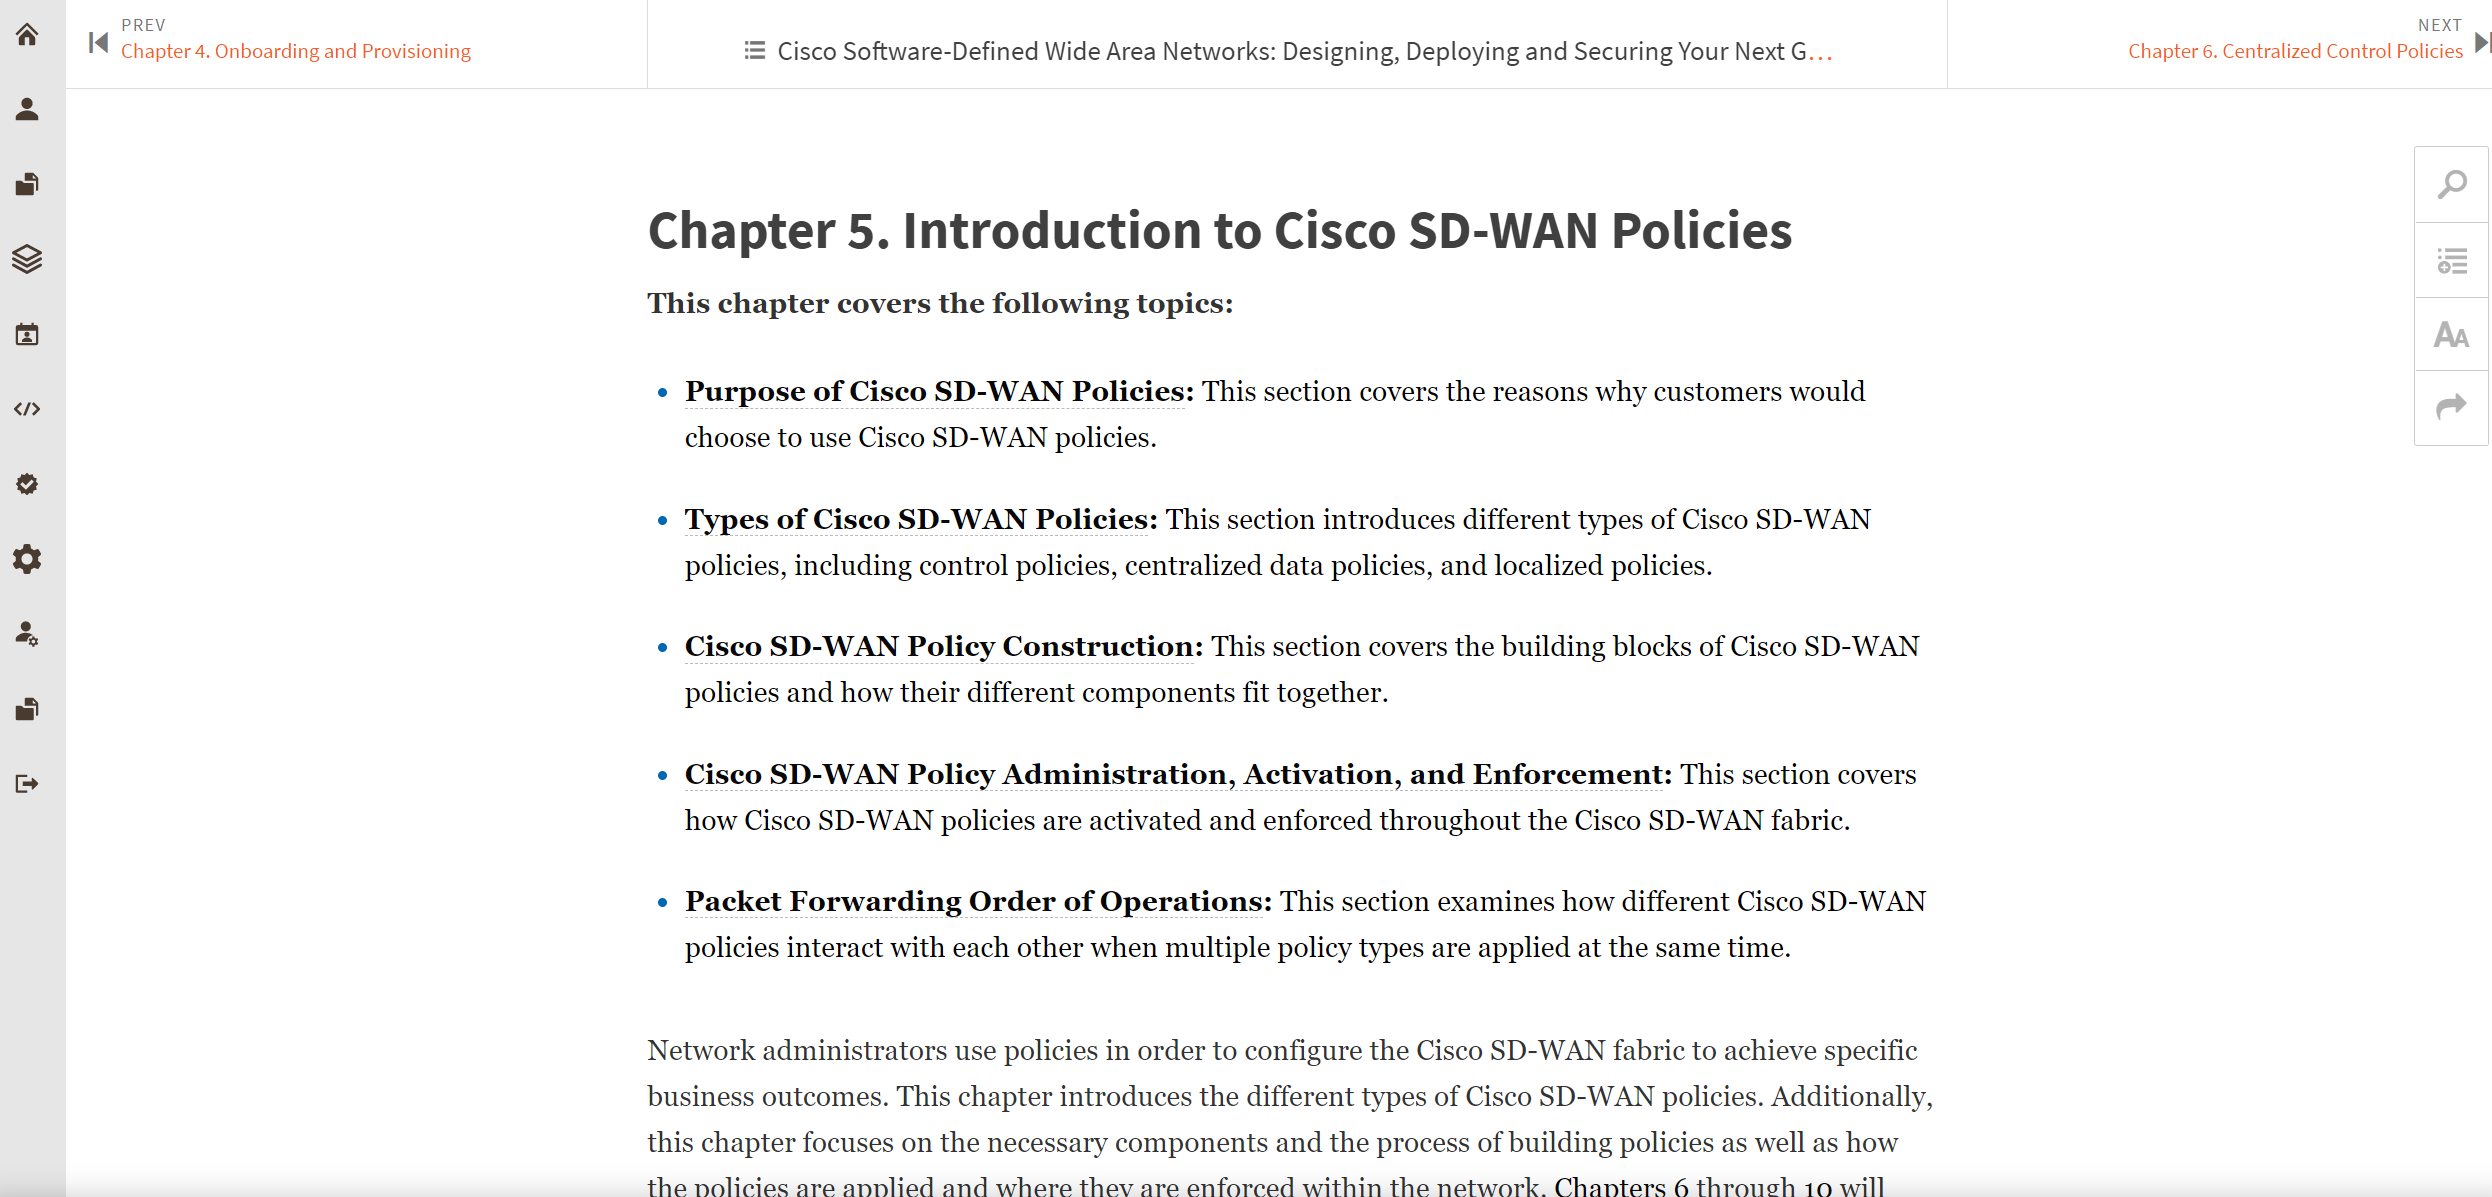 PREV
Chapter 4. Onboarding and Provisioning
Cisco Software-Defined Wide Area Networks: Designing, Deploying and Securing Your Next G...
NEXT
Chapter 6. Centralized Control Policies
AA
Chapter 5. Introduction to Cisco SD-WAN Policies
This chapter covers the following topics:
• Purpose of Cisco SD-WAN Policies: This section covers the reasons why customers would
choose to use Cisco SD-WAN policies.
• Types of Cisco SD-WAN Policies: This section introduces different types of Cisco SD-WAN
policies, including control policies, centralized data policies, and localized policies.
• Cisco SD-WAN Policy Construction: This section covers the building blocks of Cisco SD-WAN
policies and how their different components fit together.
• Cisco SD-WAN Policy Administration, Activation, and Enforcement: This section covers
how Cisco SD-WAN policies are activated and enforced throughout the Cisco SD-WAN fabric.
• Packet Forwarding Order of Operations: This section examines how different Cisco SD-WAN
policies interact with each other when multiple policy types are applied at the same time.
Network administrators use policies in order to configure the Cisco SD-WAN fabric to achieve specific
business outcomes. This chapter introduces the different types of Cisco SD-WAN policies. Additionally,
this chapter focuses on the necessary components and the process of building policies as well as how
the policies are applied and where they are enforced within the network. Chapters 6 through 10 will